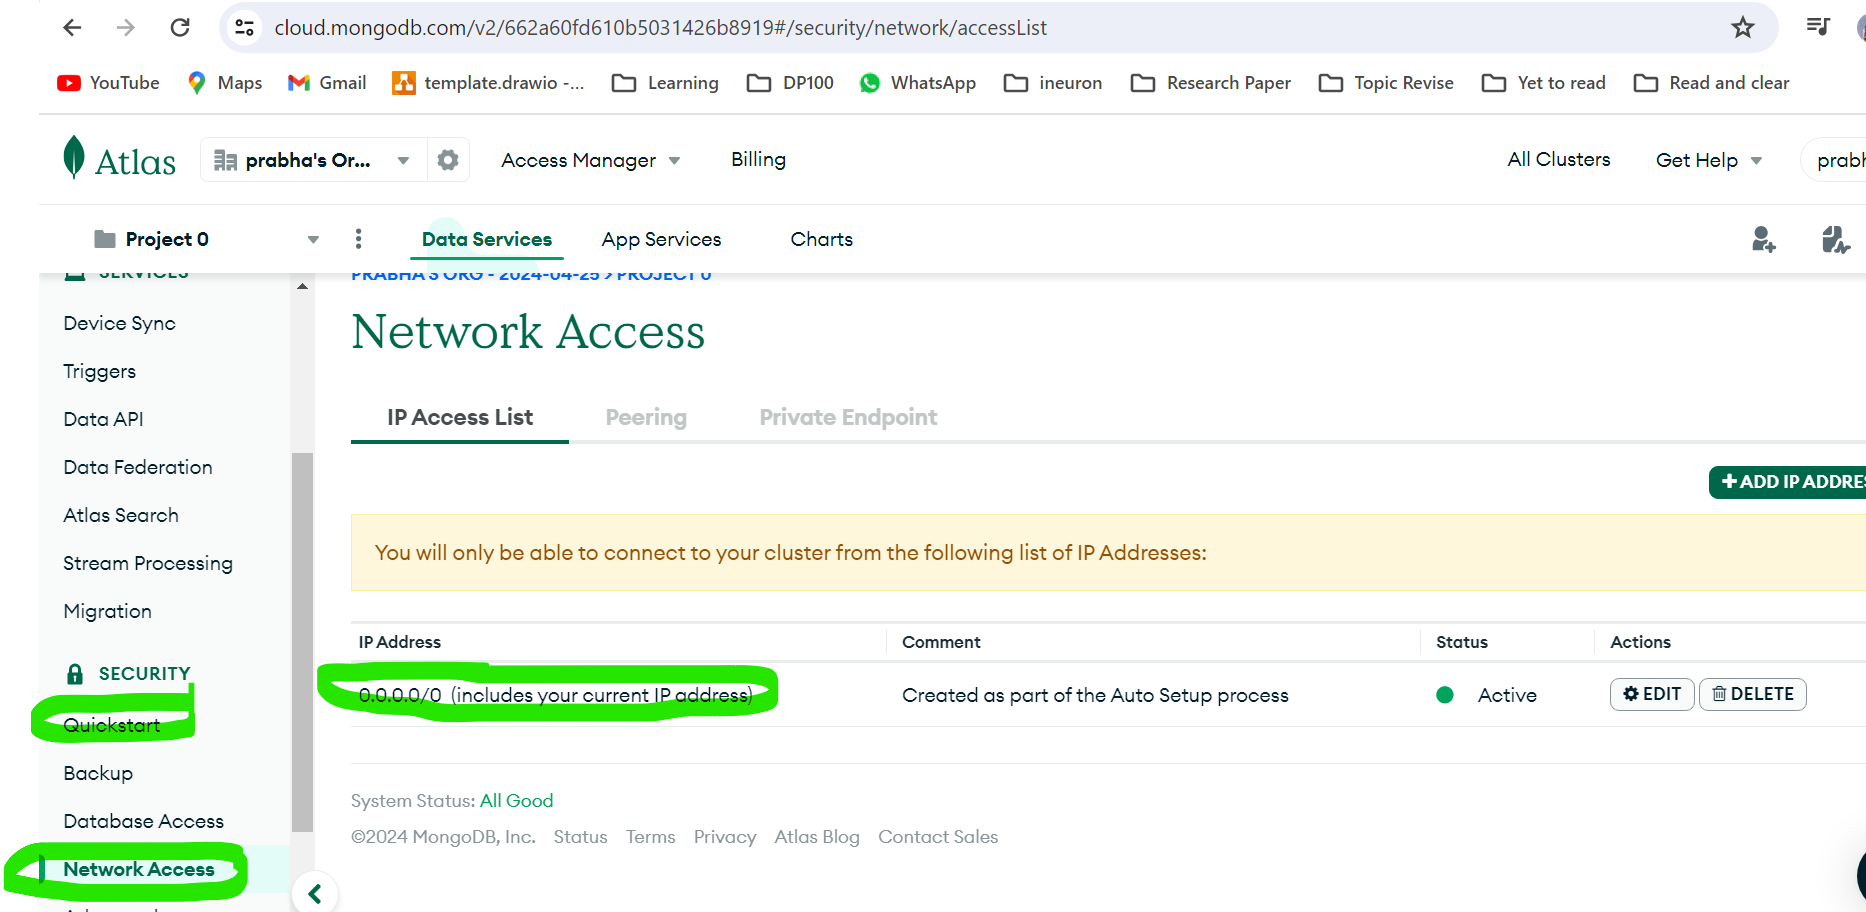 cloud.mongodb.com/v2/662a60fd610b5031426b8919#/security/network/accessList
YouTube Maps Gmail template.drawio -... Learning DP100 WhatsApp ineuron Research Paper Topic Revise Yet to read Read and clear
Atlas prabha's Or... Access Manager Billing All Clusters Get Help
Project 0 Data Services App Services Charts
SERVICES
Device Sync
Triggers
Data API
Data Federation
Atlas Search
Stream Processing
Migration
SECURITY
Quickstart
Backup
Database Access
Network Access
PRABHA'S ORG - 2024-04-25 > PROJECT 0
Network Access
IP Access List Peering Private Endpoint
+ ADD IP
You will only be able to connect to your cluster from the following list of IP Addresses:
IP Address Comment Status Actions
0.0.0.0/0 (includes your current IP address) Created as part of the Auto Setup process Active EDIT DELETE
System Status: All Good
©2024 MongoDB, Inc. Status Terms Privacy Atlas Blog Contact Sales